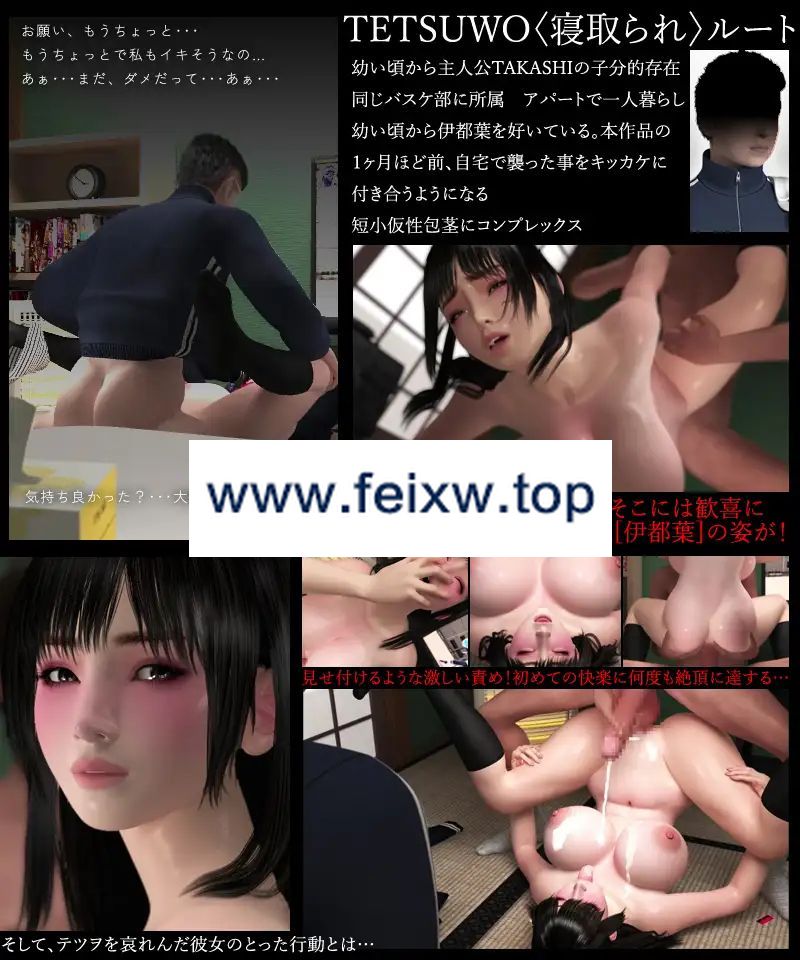 TETSUWO〈寝取られ〉ルート
お願い、もうちょっと･･･
もうちょっとで私もイキそうなの…
あぁ･･･まだ、ダメだって･･･あぁ･･･
幼い頃から主人公TAKASHIの子分的存在
同じバスケ部に所属　アパートで一人暮らし
幼い頃から伊都葉を好いている。本作品の
1ヶ月ほど前、自宅で襲った事をキッカケに
付き合うようになる
短小仮性包茎にコンプレックス
気持ち良かった？･･･大
www.feixw.top
そこには歓喜に
[伊都葉]の姿が！
見せ付けるような激しい責め！初めての快楽に何度も絶頂に達する…
そして、テツヲを哀れんだ彼女のとった行動とは…